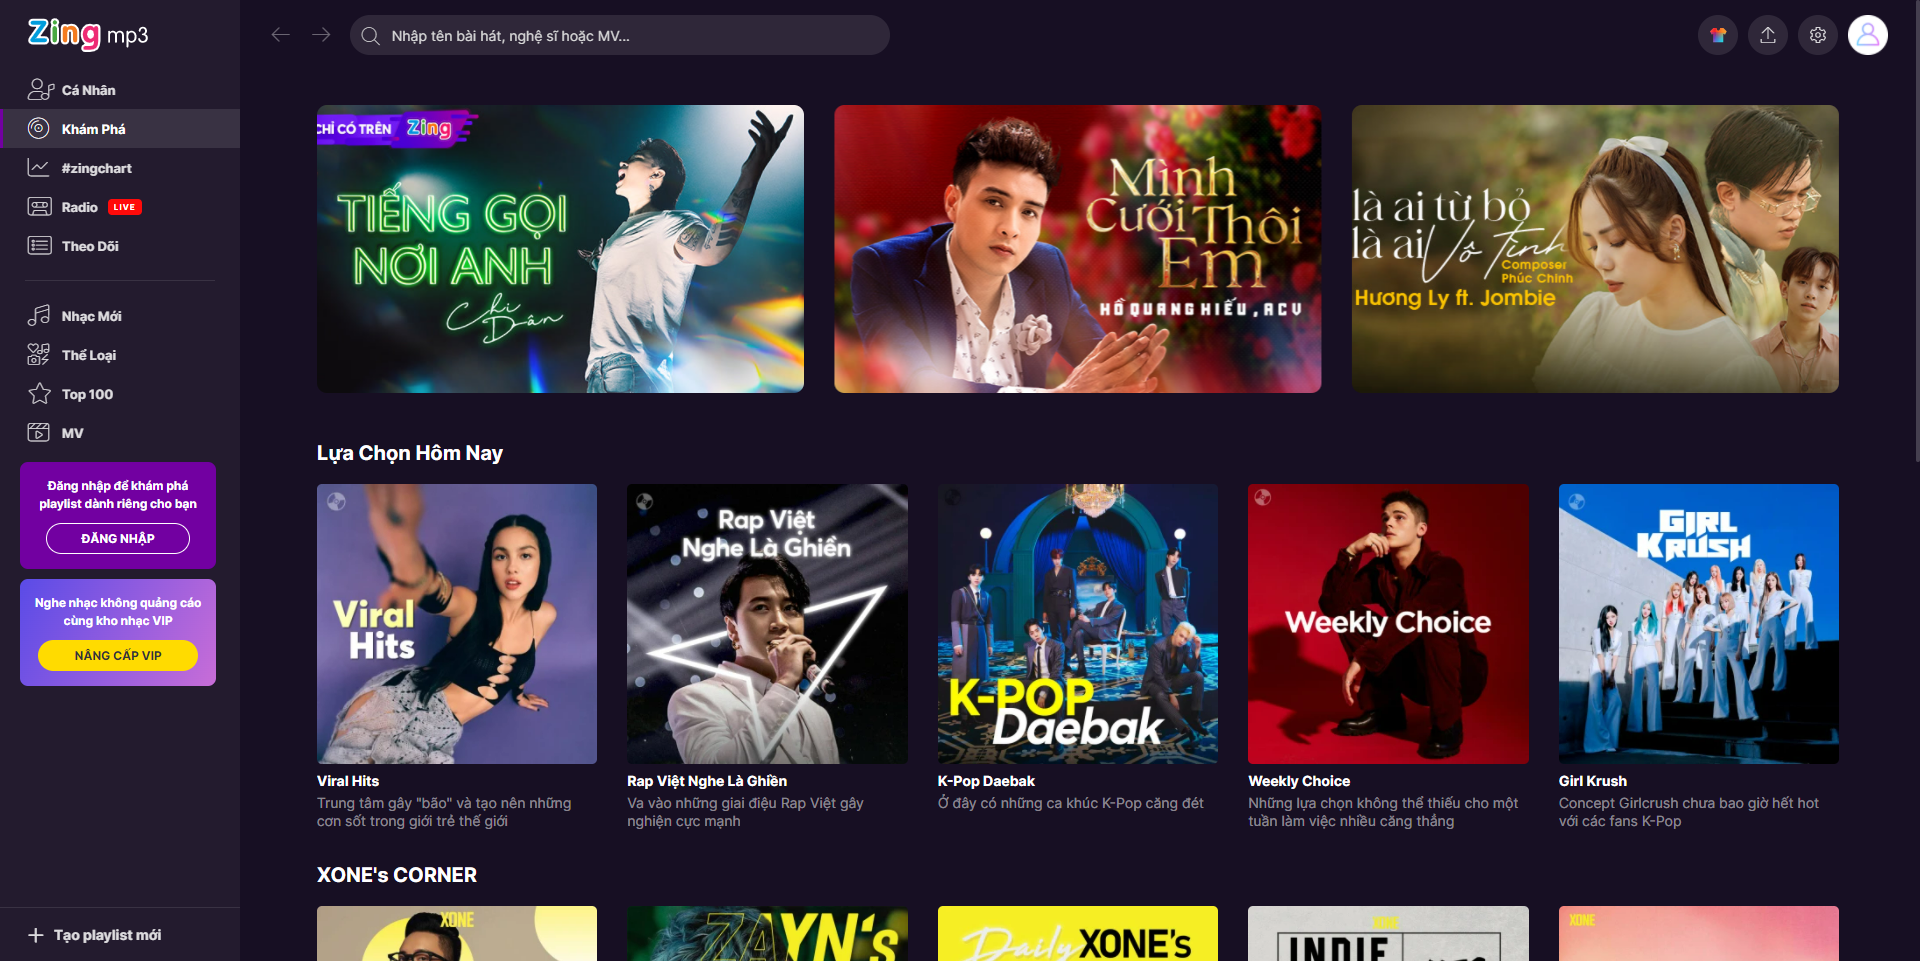 Zing mp3
Nhập tên bài hát, nghệ sĩ hoặc MV...
Cá Nhân
Khám Phá
#zingchart
Radio LIVE
Theo Dõi
Nhạc Mới
Thể Loại
Top 100
MV
Đăng nhập để khám phá
playlist dành riêng cho bạn
ĐĂNG NHẬP
Nghe nhạc không quảng cáo
cùng kho nhạc VIP
NÂNG CẤP VIP
Tạo playlist mới
CHỈ CÓ TRÊN Zing
TIẾNG GỌI
NƠI ANH
Chi
Dân
Mình
Cưới Thôi
Em
HỒ QUANG HIẾU, ACV
là ai từ bỏ
là ai Vô Tình
Composer
Phúc Chinh
Hương Ly ft. Jombie
Lựa Chọn Hôm Nay
Viral
Hits
Rap Việt
Nghe Là Ghiền
K-POP
Daebak
Weekly Choice
GIRL
KRUSH
Viral Hits
Trung tâm gây "bão" và tạo nên những
cơn sốt trong giới trẻ thế giới
Rap Việt Nghe Là Ghiền
Va vào những giai điệu Rap Việt gây
nghiện cực mạnh
K-Pop Daebak
Ở đây có những ca khúc K-Pop căng đét
Weekly Choice
Những lựa chọn không thể thiếu cho một
tuần làm việc nhiều căng thẳng
Girl Krush
Concept Girlcrush chưa bao giờ hết hot
với các fans K-Pop
XONE's CORNER
XONE
ZAYN's
Daily XONE's
XONE
INDIE
XONE